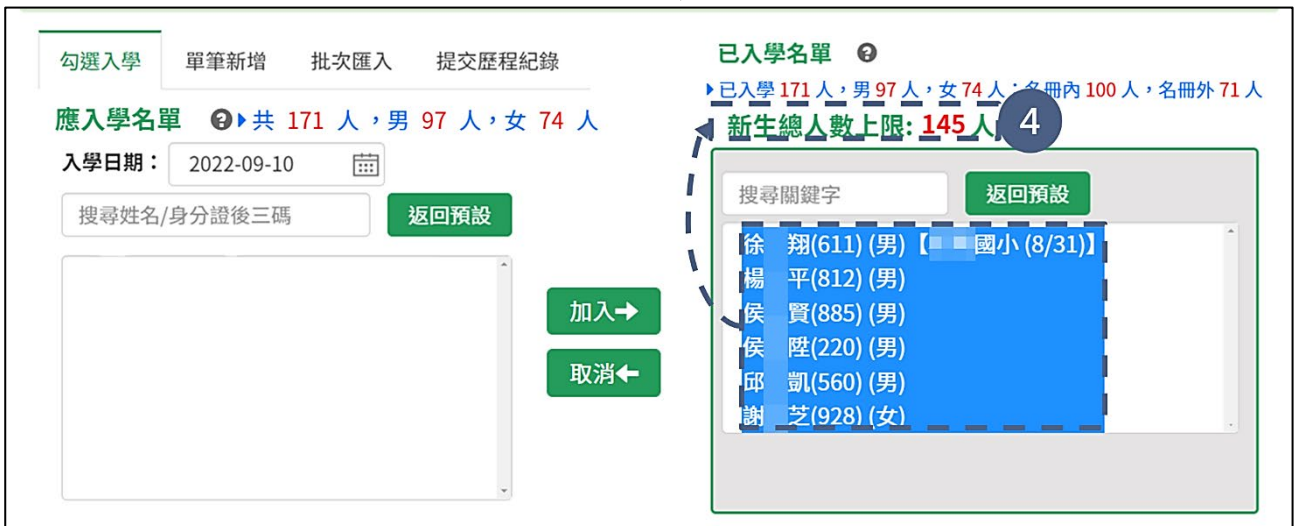 勾選入學 單筆新增 批次匯入 提交歷程紀錄
應入學名單 ?▶共 171 人,男 97 人,女 74 人
入學日期: 2022-09-10
搜尋姓名/身分證後三碼 返回預設
加入➔
取消←
已入學名單 ?
▶已入學 171 人,男 97 人,女 74 人;名冊內 100 人,名冊外 71 人
新生總人數上限: 145 人
4
搜尋關鍵字 返回預設
徐 翔(611) (男)【 國小 (8/31)】
楊 平(812) (男)
侯 賢(885) (男)
侯 陞(220) (男)
邱 凱(560) (男)
謝 芝(928) (女)